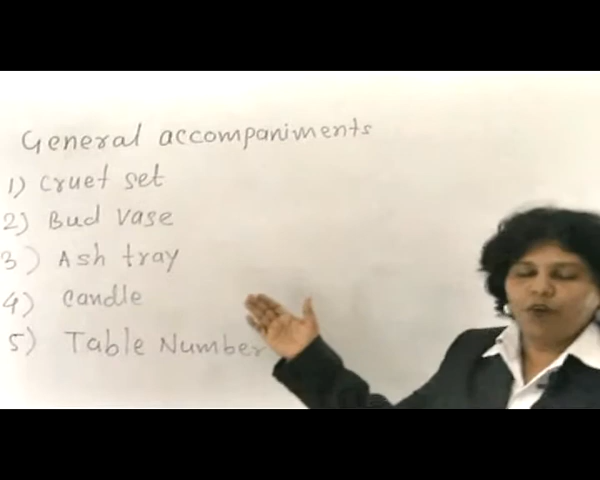 General accompaniments
1) Cruet set
2) Bud vase
3) Ash tray
4) Candle
5) Table Number